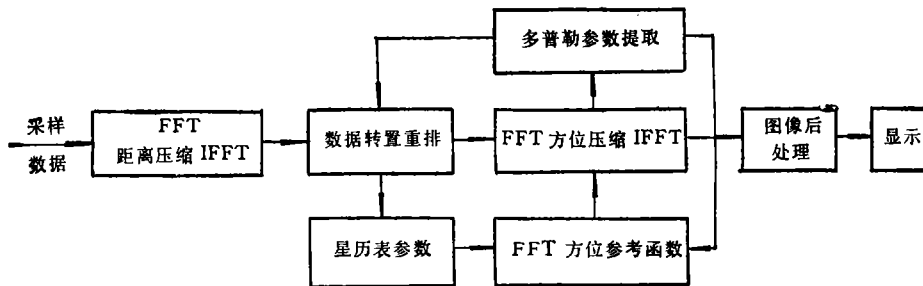 多普勒参数提取
采样
数据
FFT
距离压缩 IFFT
数据转置重排
FFT 方位压缩 IFFT
图像后
处理
显示
星历表参数
FFT 方位参考函数